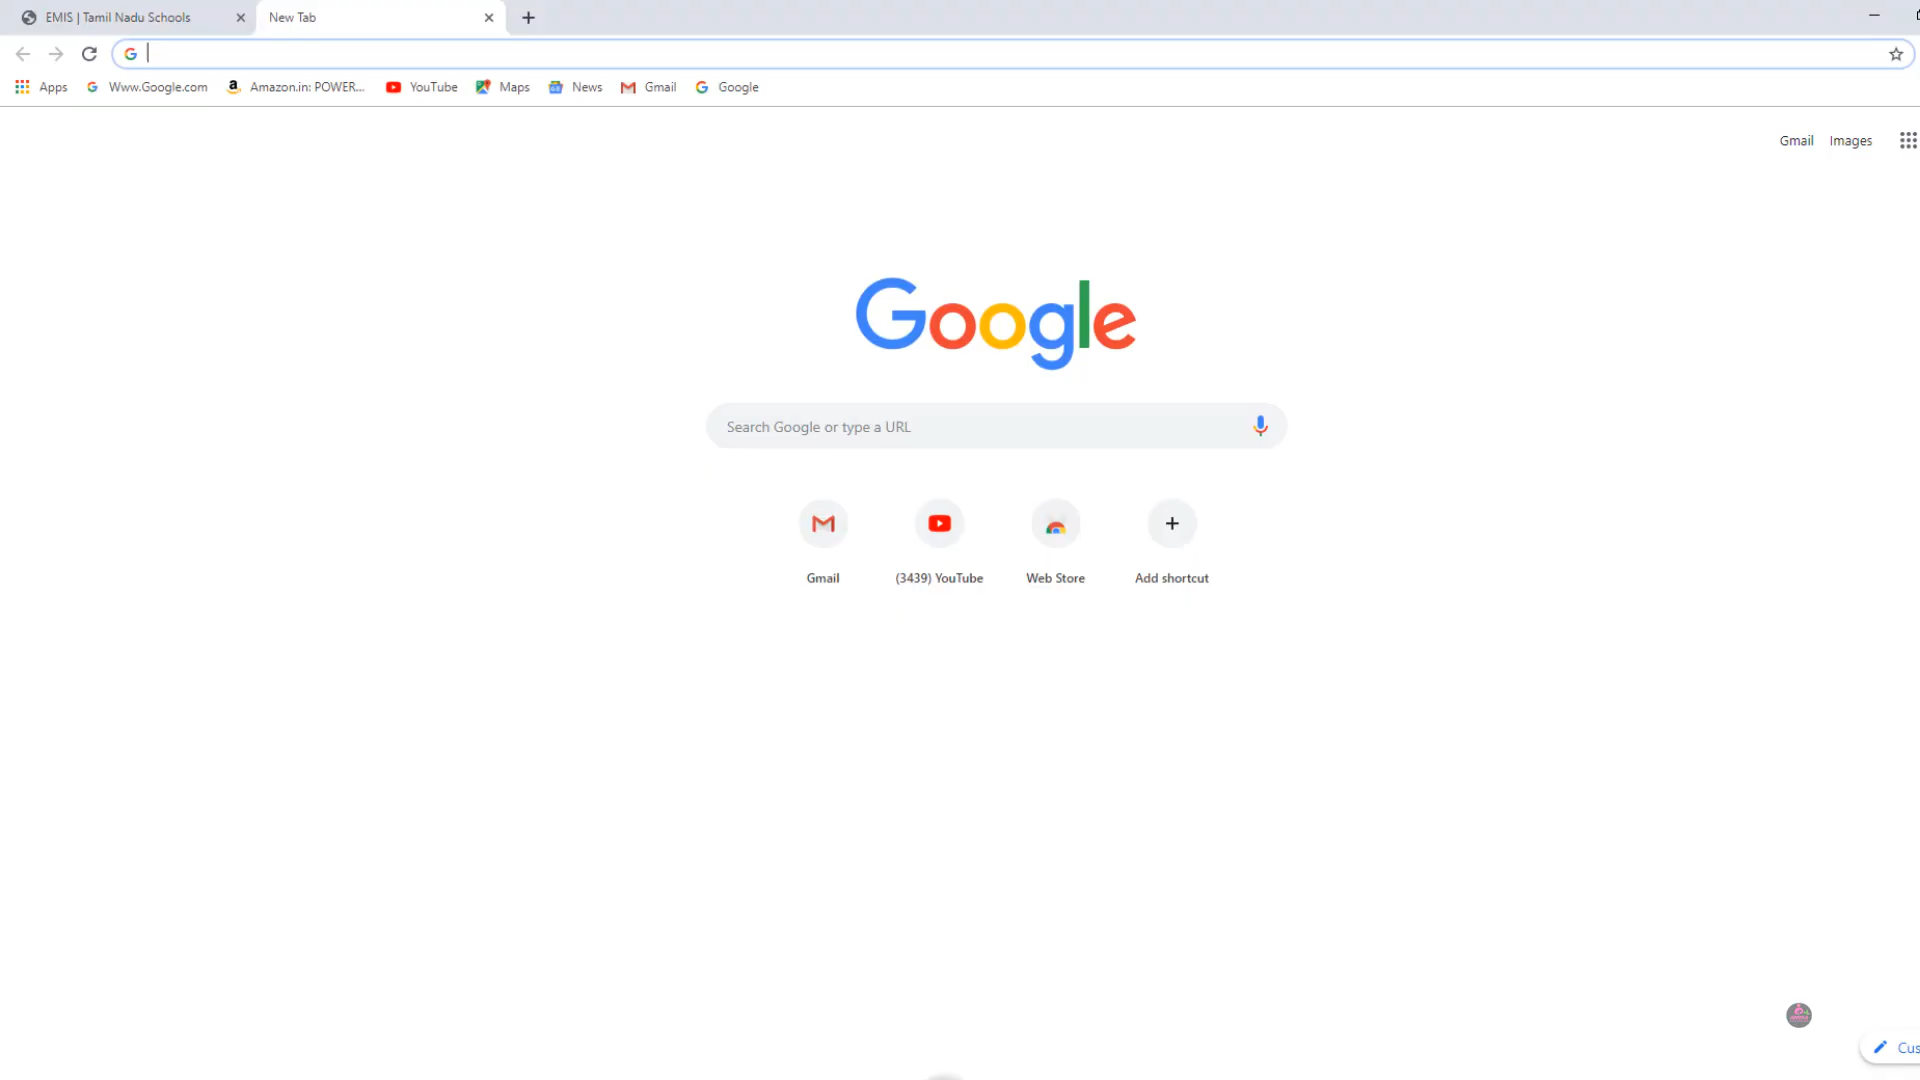 EMIS | Tamil Nadu Schools
New Tab
Apps
Www.Google.com
Amazon.in: POWER...
YouTube
Maps
News
Gmail
Google
Gmail
Images
Google
Search Google or type a URL
Gmail
(3439) YouTube
Web Store
Add shortcut
Cus